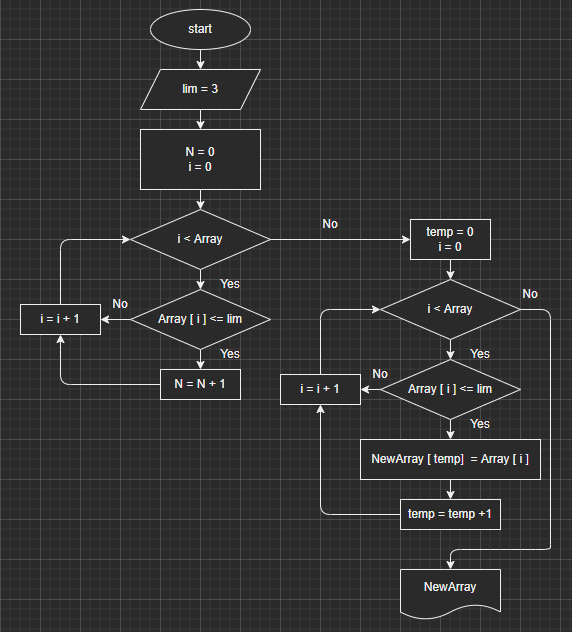 start
lim = 3
N = 0
i = 0
i < Array
No
Yes
Array [ i ] <= lim
No
i = i + 1
Yes
N = N + 1
temp = 0
i = 0
i < Array
No
Yes
Array [ i ] <= lim
No
i = i + 1
Yes
NewArray [ temp]  = Array [ i ]
temp = temp +1
NewArray